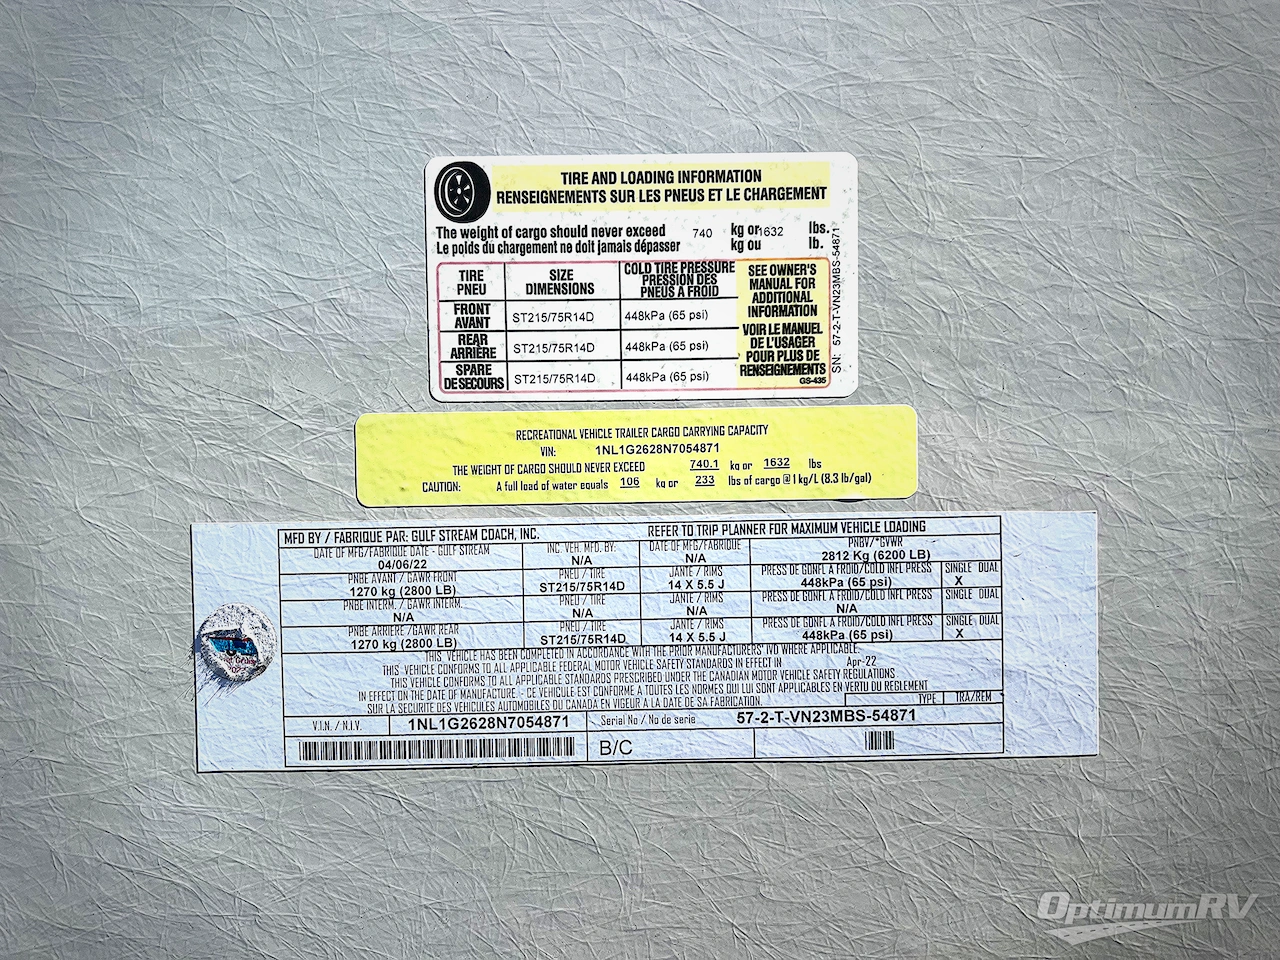 TIRE AND LOADING INFORMATION
RENSEIGNEMENTS SUR LES PNEUS ET LE CHARGEMENT
The weight of cargo should never exceed 740 kg or 1632 lbs.
Le poids du chargement ne doit jamais dépasser kg ou lb.
TIRE PNEU SIZE DIMENSIONS COLD TIRE PRESSURE PRESSION DES PNEUS A FROID
FRONT AVANT ST215/75R14D 448kPa (65 psi)
REAR ARRIÈRE ST215/75R14D 448kPa (65 psi)
SPARE DE SECOURS ST215/75R14D 448kPa (65 psi)
SEE OWNER'S
MANUAL FOR
ADDITIONAL
INFORMATION
VOIR LE MANUEL
DE L'USAGER
POUR PLUS DE
RENSEIGNEMENTS
GS-435
SN: 57-2-T-VN23MBS-54871
RECREATIONAL VEHICLE TRAILER CARGO CARRYING CAPACITY
VIN: 1NL1G2628N7054871
THE WEIGHT OF CARGO SHOULD NEVER EXCEED 740.1 kg or 1632 lbs
CAUTION: A full load of water equals 106 kg or 233 lbs of cargo @ 1 kg/L (8.3 lb/gal)
MFD BY / FABRIQUE PAR: GULF STREAM COACH, INC. REFER TO TRIP PLANNER FOR MAXIMUM VEHICLE LOADING
DATE OF MFG/FABRIQUE DATE - GULF STREAM INC. VEH. MFD. BY: DATE OF MFG/FABRIQUE PNBV/*GVWR
04/06/22 N/A N/A 2812 Kg (6200 LB)
PNBE AVANT / GAWR FRONT PNEU / TIRE JANTE / RIMS PRESS DE GONFL A FROID/COLD INFL PRESS SINGLE DUAL
1270 kg (2800 LB) ST215/75R14D 14 X 5.5 J 448kPa (65 psi) X
PNBE INTERM. / GAWR INTERM. PNEU / TIRE JANTE / RIMS PRESS DE GONFL A FROID/COLD INFL PRESS SINGLE DUAL
N/A N/A N/A N/A
PNBE ARRIERE / GAWR REAR PNEU / TIRE JANTE / RIMS PRESS DE GONFL A FROID/COLD INFL PRESS SINGLE DUAL
1270 kg (2800 LB) ST215/75R14D 14 X 5.5 J 448kPa (65 psi) X
THIS VEHICLE HAS BEEN COMPLETED IN ACCORDANCE WITH THE PRIOR MANUFACTURERS' IVD WHERE APPLICABLE.
THIS VEHICLE CONFORMS TO ALL APPLICABLE FEDERAL MOTOR VEHICLE SAFETY STANDARDS IN EFFECT IN Apr-22
THIS VEHICLE CONFORMS TO ALL APPLICABLE STANDARDS PRESCRIBED UNDER THE CANADIAN MOTOR VEHICLE SAFETY REGULATIONS
IN EFFECT ON THE DATE OF MANUFACTURE. - CE VEHICULE EST CONFORME A TOUTES LES NORMES QUI LUI SONT APPLICABLES EN VERTU DU REGLEMENT
SUR LA SECURITE DES VEHICULES AUTOMOBILES DU CANADA EN VIGEUR A LA DATE DE SA FABRICATION. TYPE TRA/REM
V.I.N. / N.I.V. 1NL1G2628N7054871 Serial No / No de serie 57-2-T-VN23MBS-54871
B/C
OptimumRV